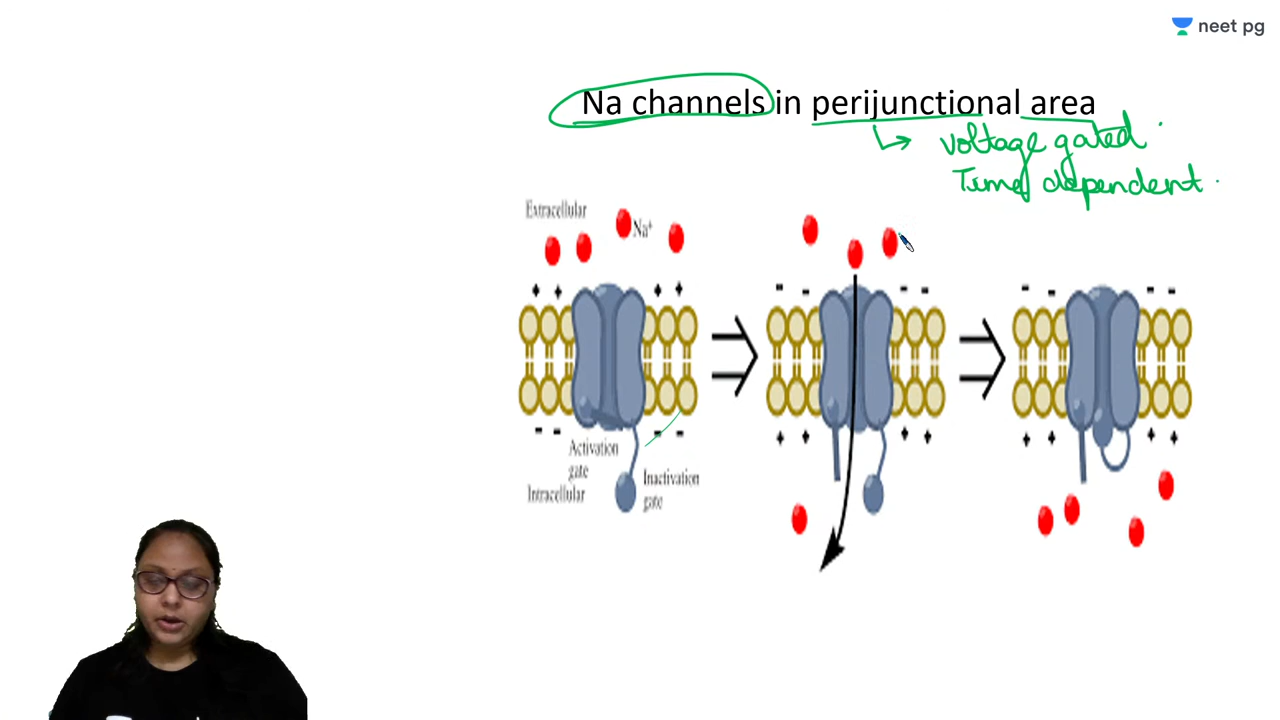 neet pg
Na channels in perijunctional area
voltage gated
Time dependent
Extracellular
Na⁺
Activation
gate
Intracellular
Inactivation
gate